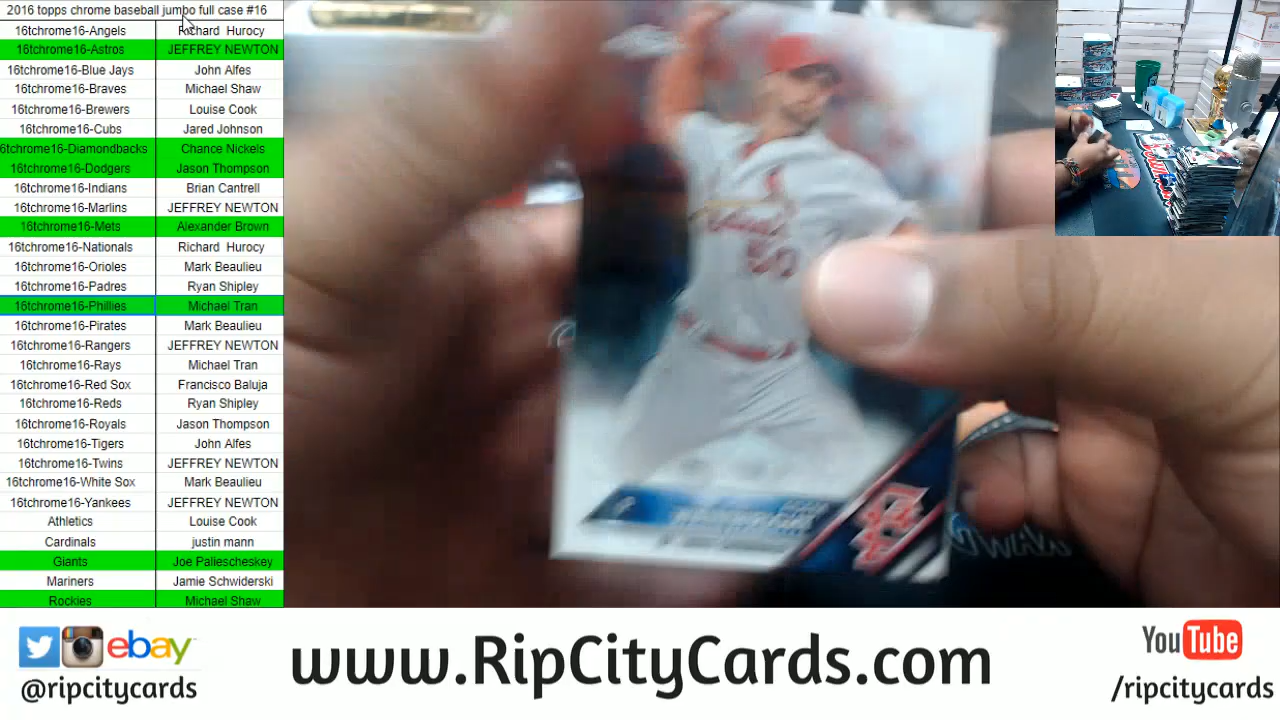 2016 topps chrome baseball jumbo full case #16
16tchrome16-Angels Richard Hurocy
16tchrome16-Astros JEFFREY NEWTON
16tchrome16-Blue Jays John Alfes
16tchrome16-Braves Michael Shaw
16tchrome16-Brewers Louise Cook
16tchrome16-Cubs Jared Johnson
6tchrome16-Diamondbacks Chance Nickels
16tchrome16-Dodgers Jason Thompson
16tchrome16-Indians Brian Cantrell
16tchrome16-Marlins JEFFREY NEWTON
16tchrome16-Mets Alexander Brown
16tchrome16-Nationals Richard Hurocy
16tchrome16-Orioles Mark Beaulieu
16tchrome16-Padres Ryan Shipley
16tchrome16-Phillies Michael Tran
16tchrome16-Pirates Mark Beaulieu
16tchrome16-Rangers JEFFREY NEWTON
16tchrome16-Rays Michael Tran
16tchrome16-Red Sox Francisco Baluja
16tchrome16-Reds Ryan Shipley
16tchrome16-Royals Jason Thompson
16tchrome16-Tigers John Alfes
16tchrome16-Twins JEFFREY NEWTON
16tchrome16-White Sox Mark Beaulieu
16tchrome16-Yankees JEFFREY NEWTON
Athletics Louise Cook
Cardinals justin mann
Giants Joe Paliescheskey
Mariners Jamie Schwiderski
Rockies Michael Shaw
50
P
ebay
@ripcitycards
www.RipCityCards.com
YouTube
/ripcitycards